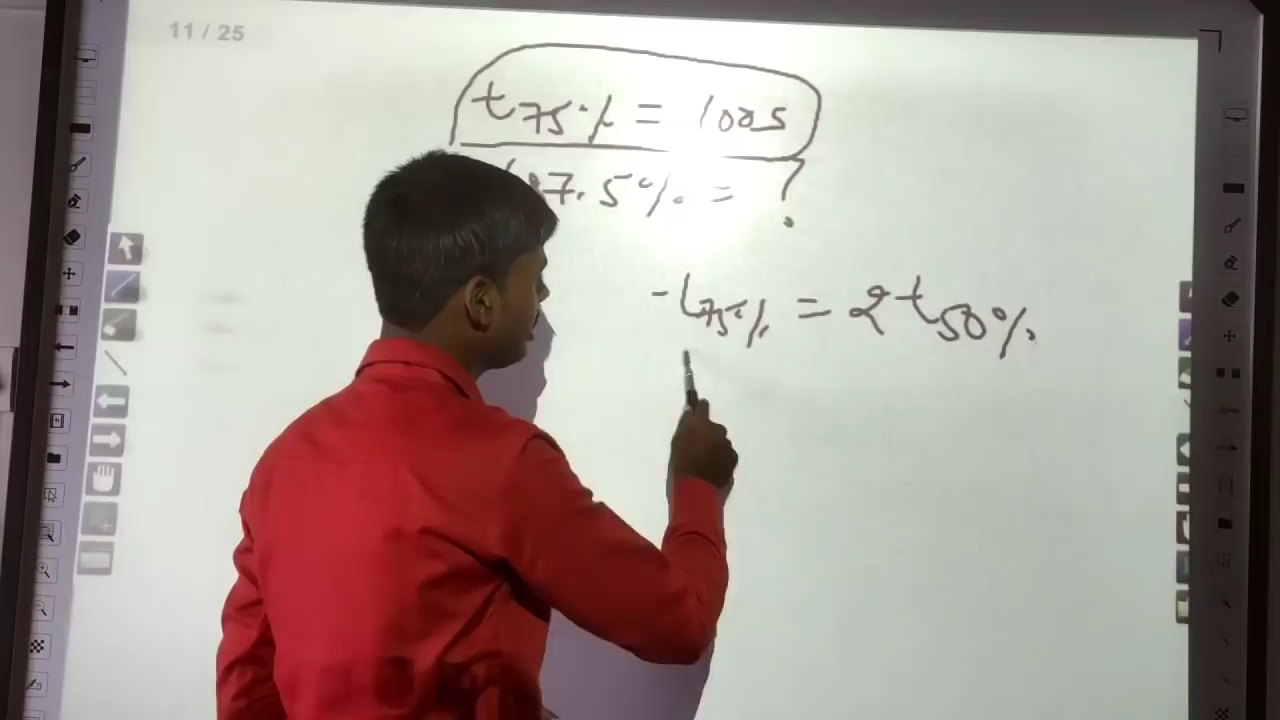 11 / 25
t75% = 100s
87.5% = ?
t75% = 2t50%